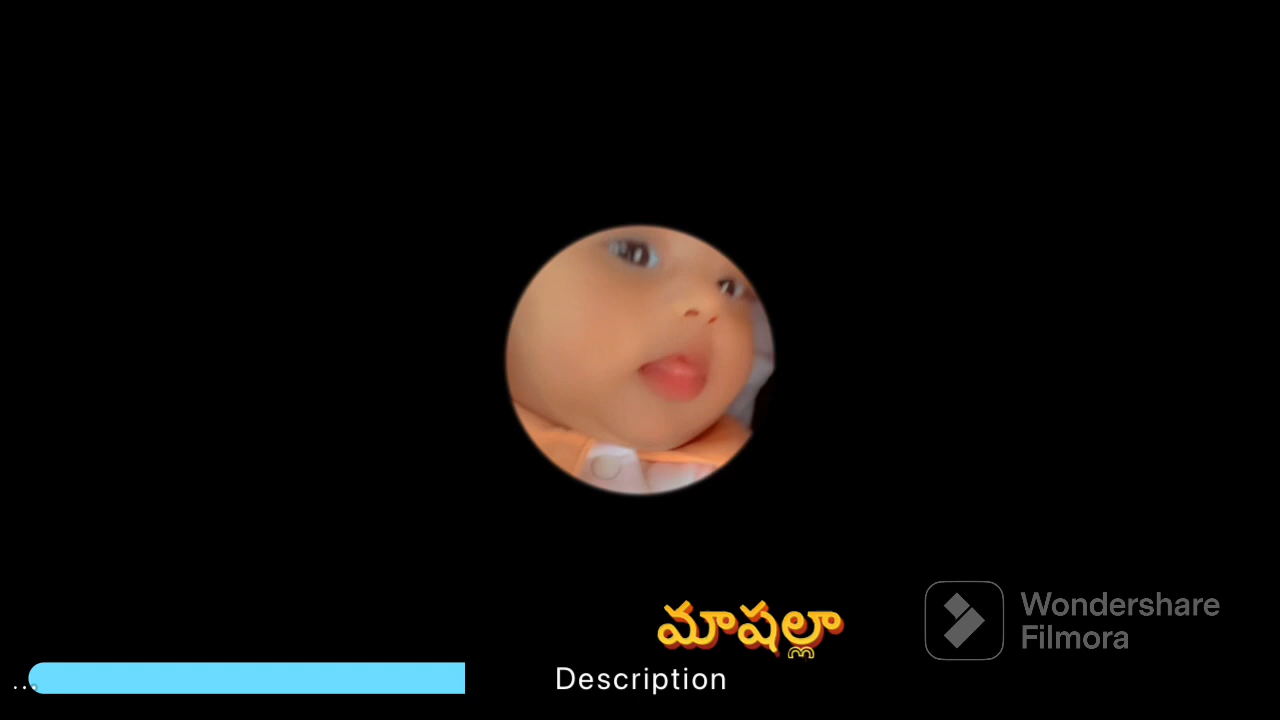 మాషల్లా
Wondershare
Filmora
Description
...